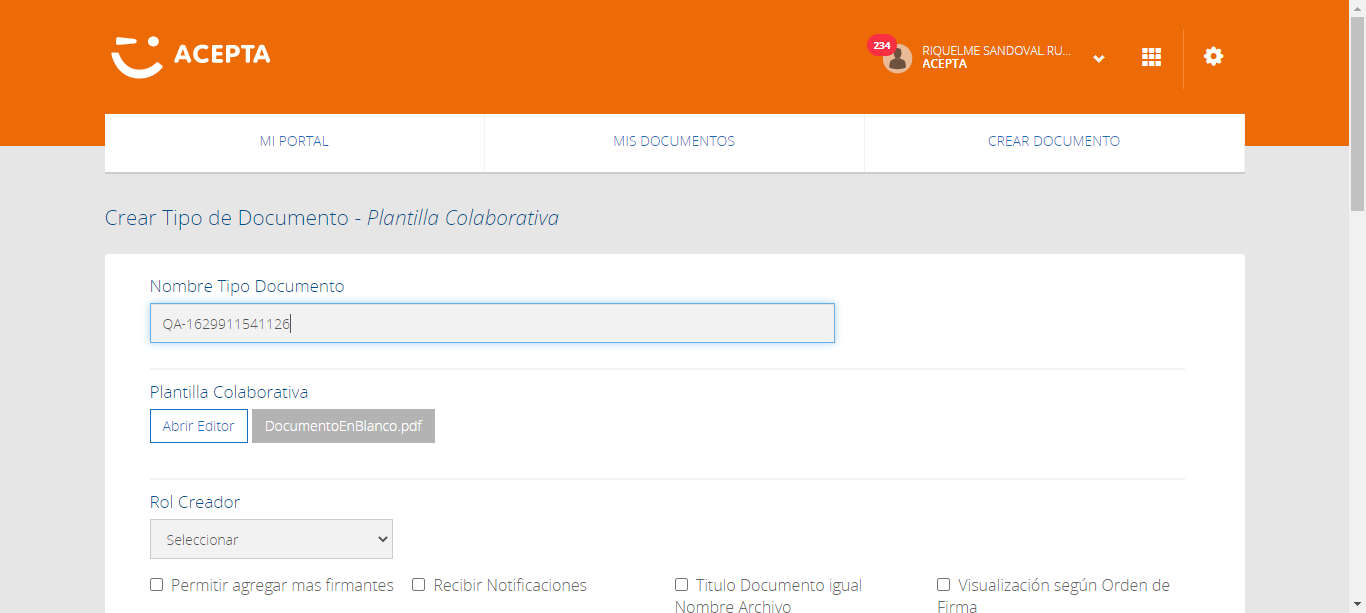 ACEPTA
234
RIQUELME SANDOVAL RU...
ACEPTA
MI PORTAL
MIS DOCUMENTOS
CREAR DOCUMENTO
Crear Tipo de Documento - Plantilla Colaborativa
Nombre Tipo Documento
QA-1629911541126
Plantilla Colaborativa
Abrir Editor
DocumentoEnBlanco.pdf
Rol Creador
Seleccionar
Permitir agregar mas firmantes
Recibir Notificaciones
Titulo Documento igual
Nombre Archivo
Visualización según Orden de
Firma